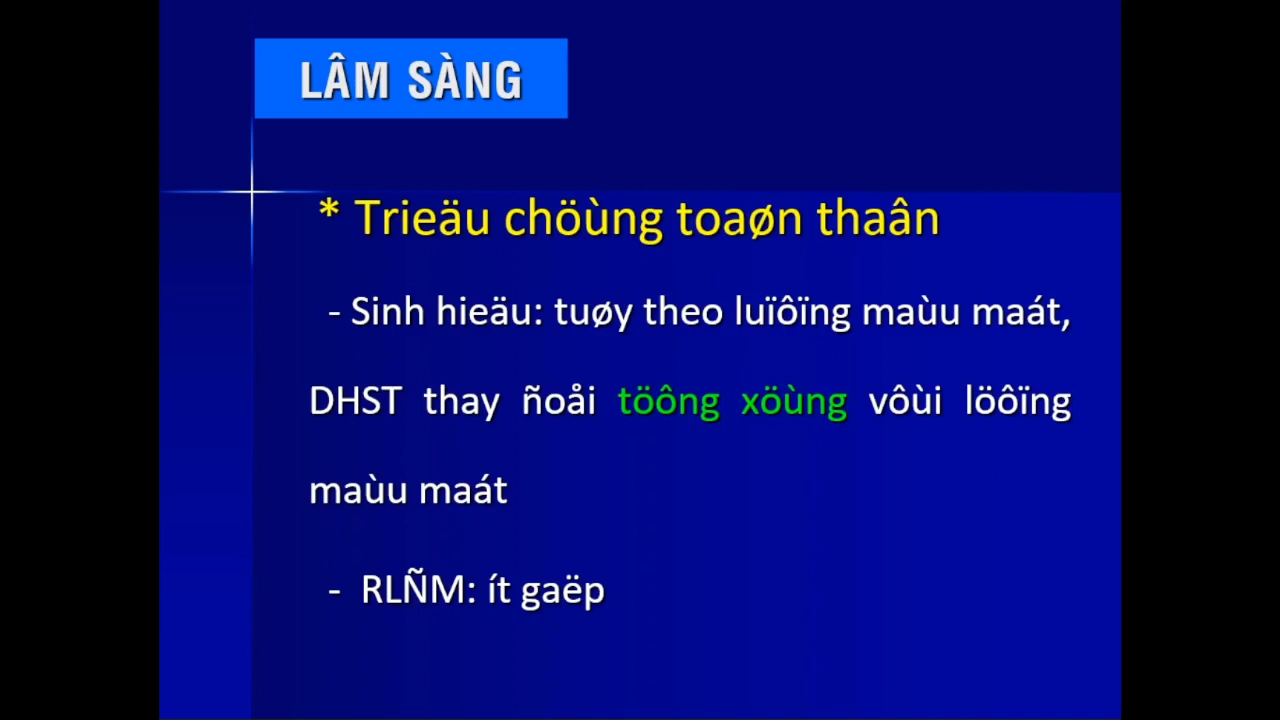 LÂM SÀNG
* Trieäu chöùng toaøn thaân
- Sinh hieäu: tuøy theo luïôïng maùu maát,
DHST thay ñoåi töông xöùng vôùi löôïng
maùu maát
- RLÑM: ít gaëp